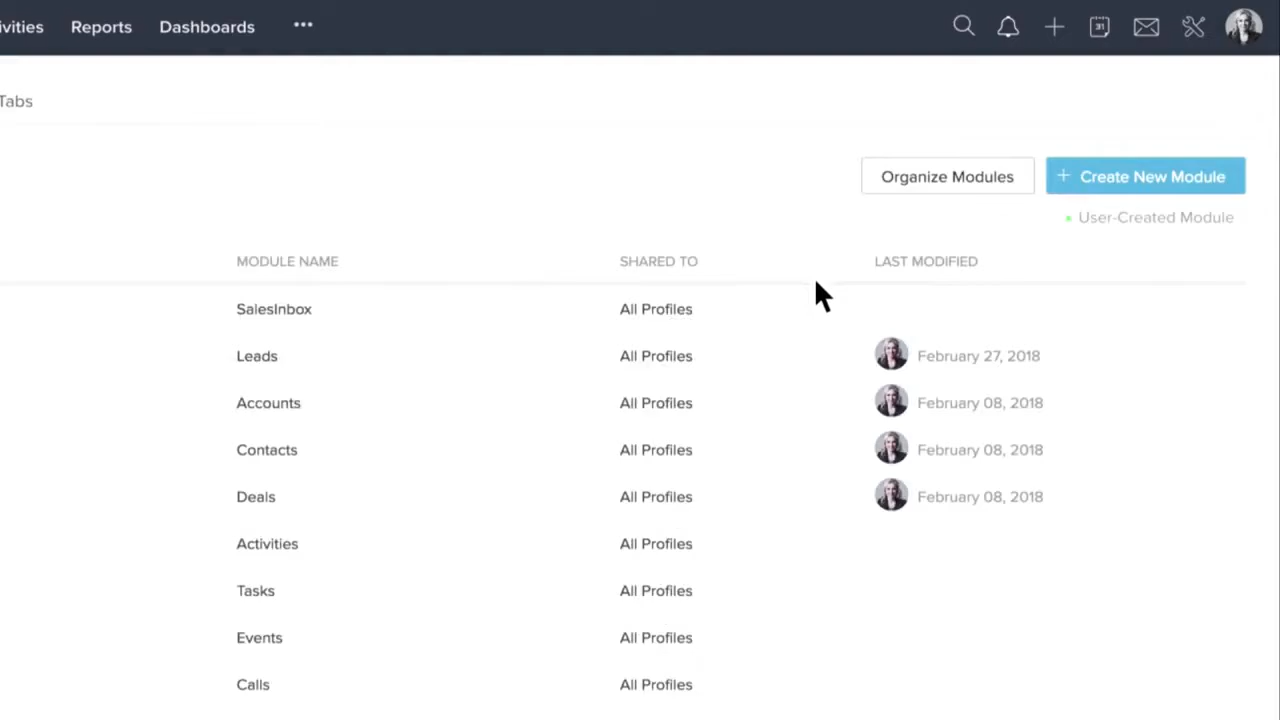 ivities Reports Dashboards •••
31
Tabs
Organize Modules + Create New Module
User-Created Module
MODULE NAME SHARED TO LAST MODIFIED
SalesInbox All Profiles
Leads All Profiles February 27, 2018
Accounts All Profiles February 08, 2018
Contacts All Profiles February 08, 2018
Deals All Profiles February 08, 2018
Activities All Profiles
Tasks All Profiles
Events All Profiles
Calls All Profiles